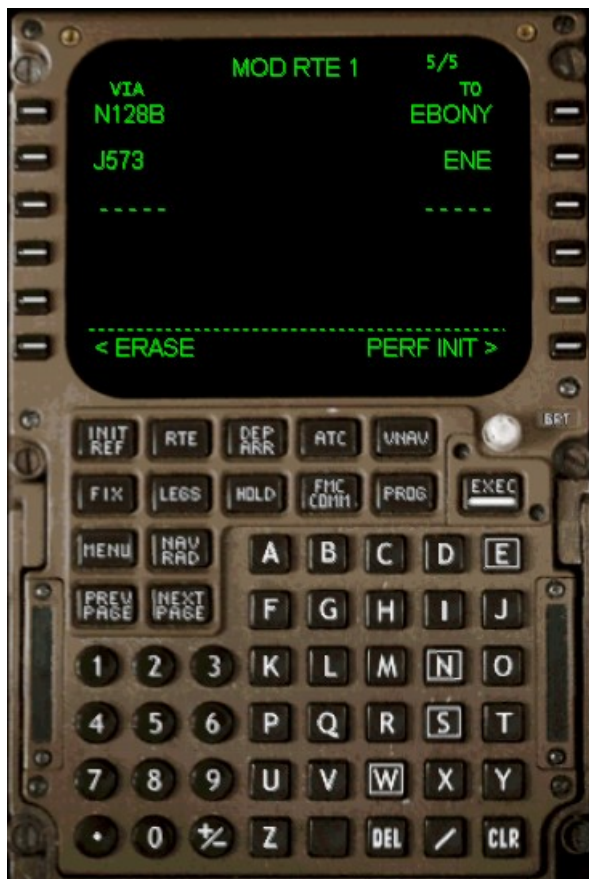 MOD RTE 1 5/5
VIA TO
N128B EBONY
J573 ENE
----- -----
< ERASE PERF INIT >
BRT
INIT REF RTE DEP ARR ATC VNAV
FIX LEGS HOLD FMC COMM PROG EXEC
MENU NAV RAD A B C D E
PREV PAGE NEXT PAGE F G H I J
1 2 3 K L M N O
4 5 6 P Q R S T
7 8 9 U V W X Y
. 0 +/- Z DEL / CLR